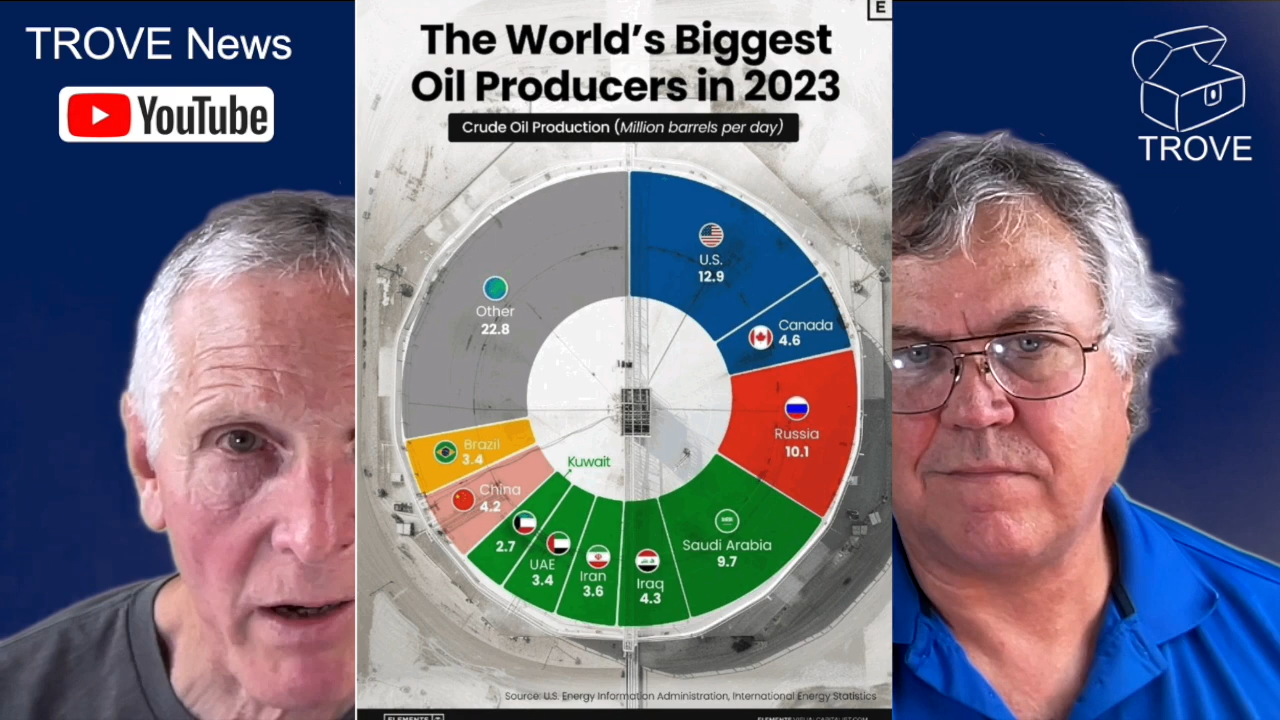 TROVE News
YouTube
TROVE
E
The World's Biggest
Oil Producers in 2023
Crude Oil Production (Million barrels per day)
U.S.
12.9
Canada
4.6
Russia
10.1
Saudi Arabia
9.7
Iraq
4.3
Iran
3.6
UAE
3.4
Kuwait
2.7
China
4.2
Brazil
3.4
Other
22.8
Source: U.S. Energy Information Administration, International Energy Statistics
ELEMENTS